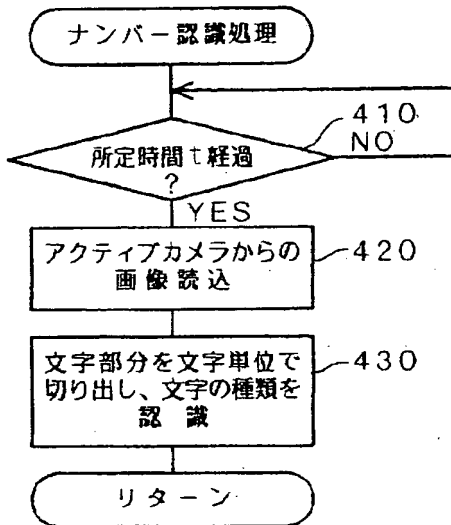 ナンバー認識処理
410
所定時間t経過
?
NO
YES
アクティブカメラからの
画像読込
420
文字部分を文字単位で
切り出し、文字の種類を
認識
430
リターン